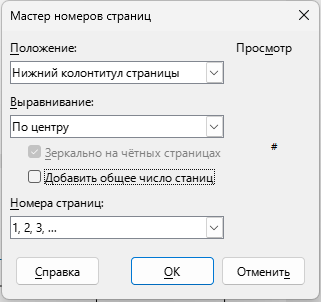 Мастер номеров страниц
Положение:
Просмотр
Нижний колонтитул страницы
Выравнивание:
По центру
Зеркально на чётных страницах
#
Добавить общее число станиц
Номера страниц:
1, 2, 3, ...
Справка
OK
Отменить